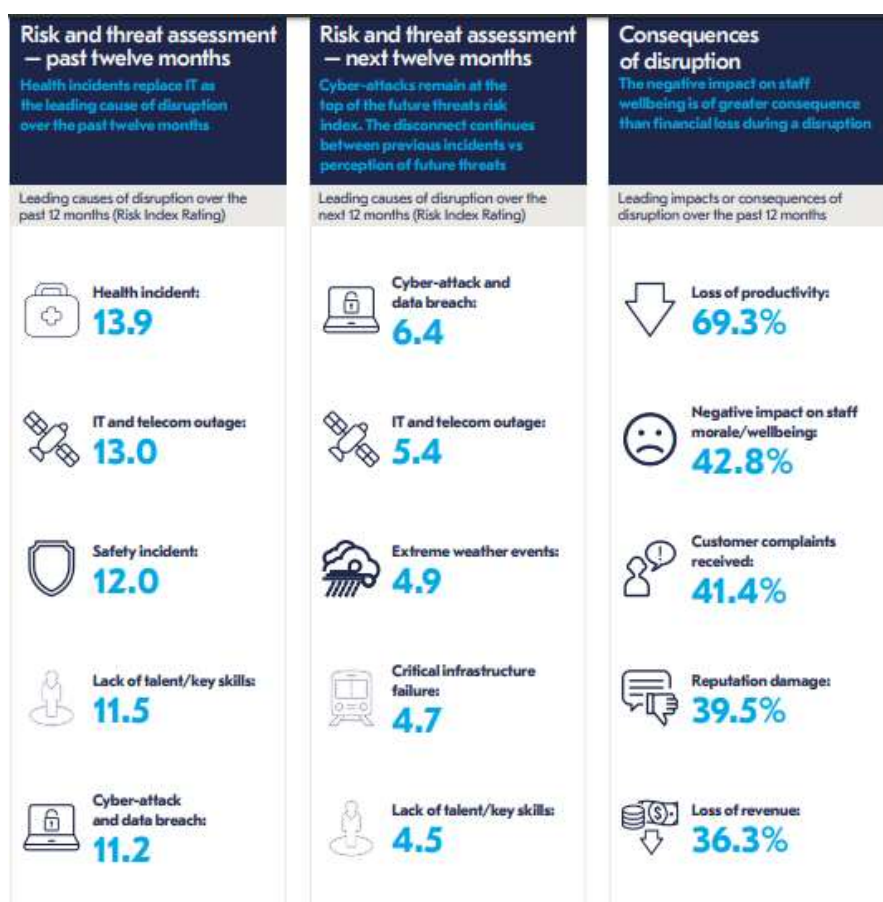 Risk and threat assessment
– past twelve months
Health incidents replace IT as
the leading cause of disruption
over the past twelve months
Leading causes of disruption over the
past 12 months (Risk Index Rating)
Health incident:
13.9
IT and telecom outage:
13.0
Safety incident:
12.0
Lack of talent/key skills:
11.5
Cyber-attack
and data breach:
11.2
Risk and threat assessment
– next twelve months
Cyber-attacks remain at the
top of the future threats risk
index. The disconnect continues
between previous incidents vs
perception of future threats
Leading causes of disruption over the
next 12 months (Risk Index Rating)
Cyber-attack and
data breach:
6.4
IT and telecom outage:
5.4
Extreme weather events:
4.9
Critical infrastructure
failure:
4.7
Lack of talent/key skills:
4.5
Consequences
of disruption
The negative impact on staff
wellbeing is of greater consequence
than financial loss during a disruption
Leading impacts or consequences of
disruption over the past 12 months
Loss of productivity:
69.3%
Negative impact on staff
morale/wellbeing:
42.8%
Customer complaints
received:
41.4%
Reputation damage:
39.5%
Loss of revenue:
36.3%